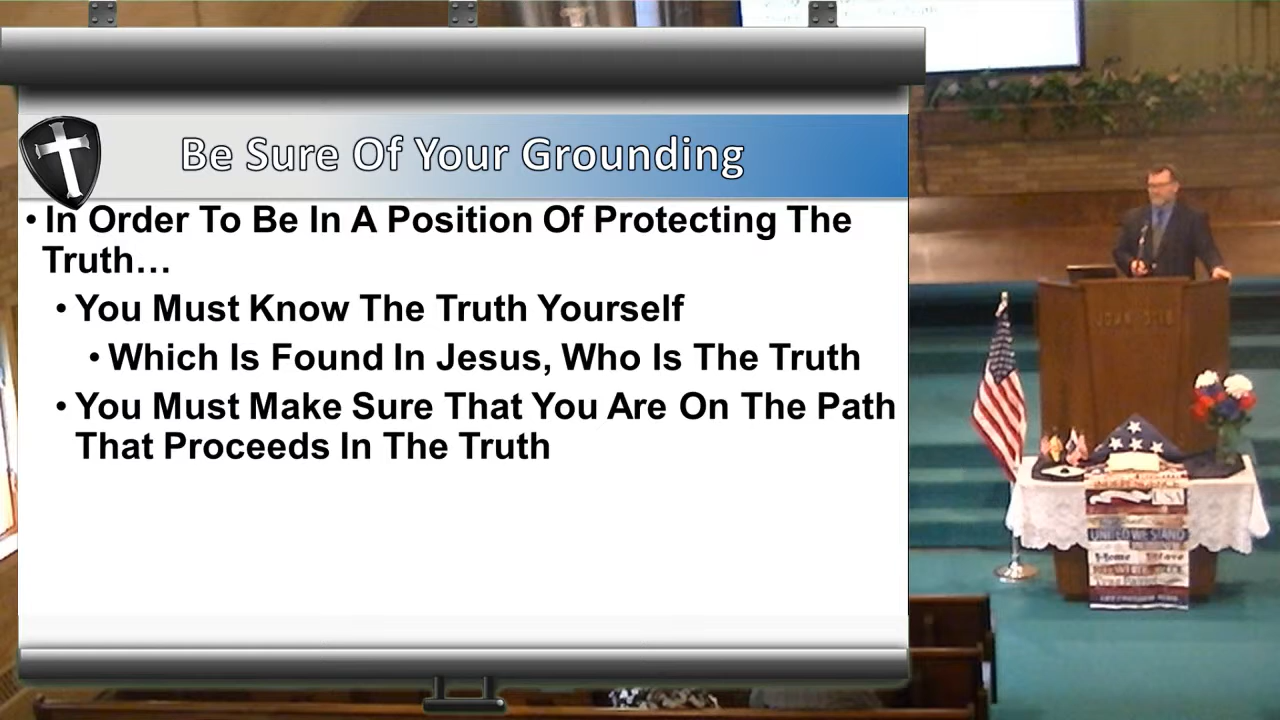 Be Sure Of Your Grounding
• In Order To Be In A Position Of Protecting The
Truth…
• You Must Know The Truth Yourself
• Which Is Found In Jesus, Who Is The Truth
• You Must Make Sure That You Are On The Path
That Proceeds In The Truth
USA
UNITED WE STAND